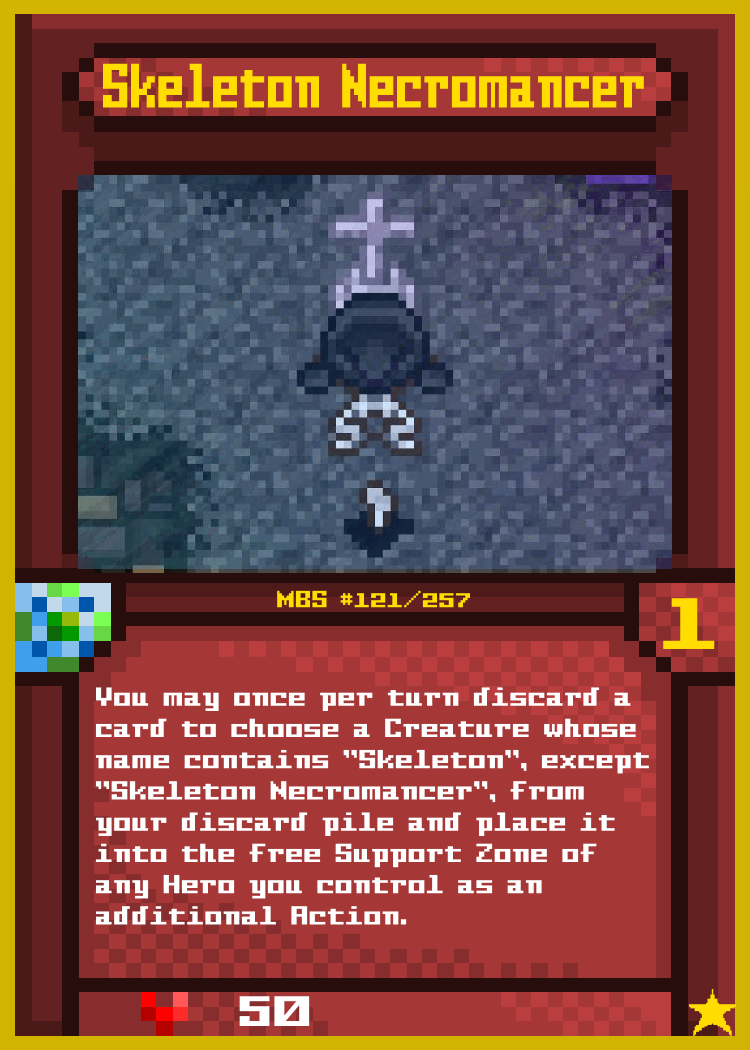 Skeleton Necromancer
MBS #121/257
1
You may once per turn discard a
card to choose a Creature whose
name contains "Skeleton", except
"Skeleton Necromancer", from
your discard pile and place it
into the free Support Zone of
any Hero you control as an
additional Action.
50